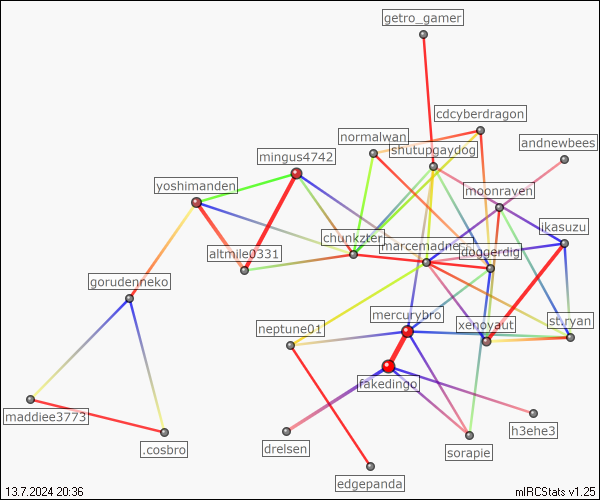 getro_gamer
cdcyberdragon
normalwan
andnewbees
shutupgaydog
mingus4742
yoshimanden
moonraven
ikasuzu
chunkzter
marcemadne
doggerdig
altmile0331
gorudenneko
mercurybro
neptune01
xenoyaut
st.ryan
fakedingo
maddiee3773
.cosbro
drelsen
h3ehe3
sorapie
edgepanda
13.7.2024 20:36
mIRCStats v1.25